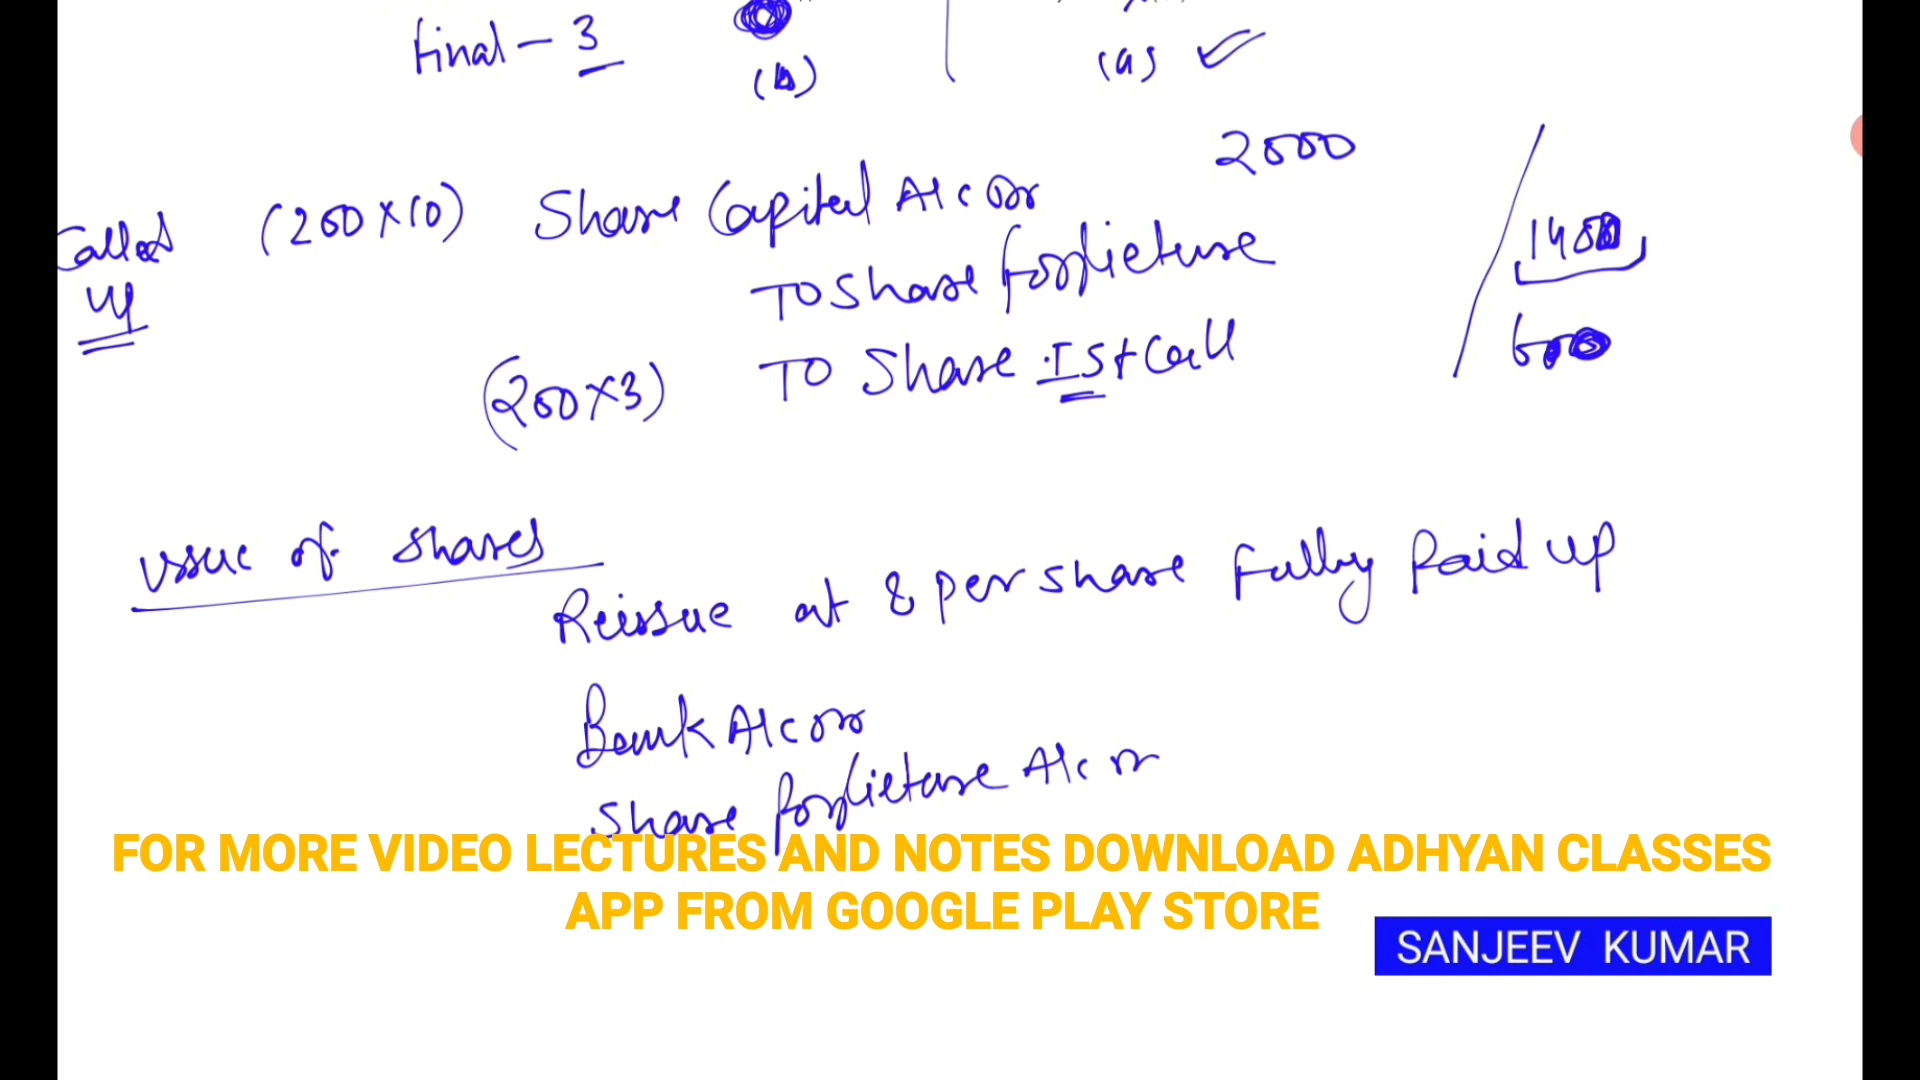 final - 3
(b)
(a)
2000
Called up
(200×10) Share Capital A/c Dr
To Share forfieture
1400
(200×3) To Share Ist Call
600
issue of shares
Reissue at 8 per share Fully Paid up
Bank A/c Dr
Share forfieture A/c Dr
FOR MORE VIDEO LECTURES AND NOTES DOWNLOAD ADHYAN CLASSES
APP FROM GOOGLE PLAY STORE
SANJEEV KUMAR